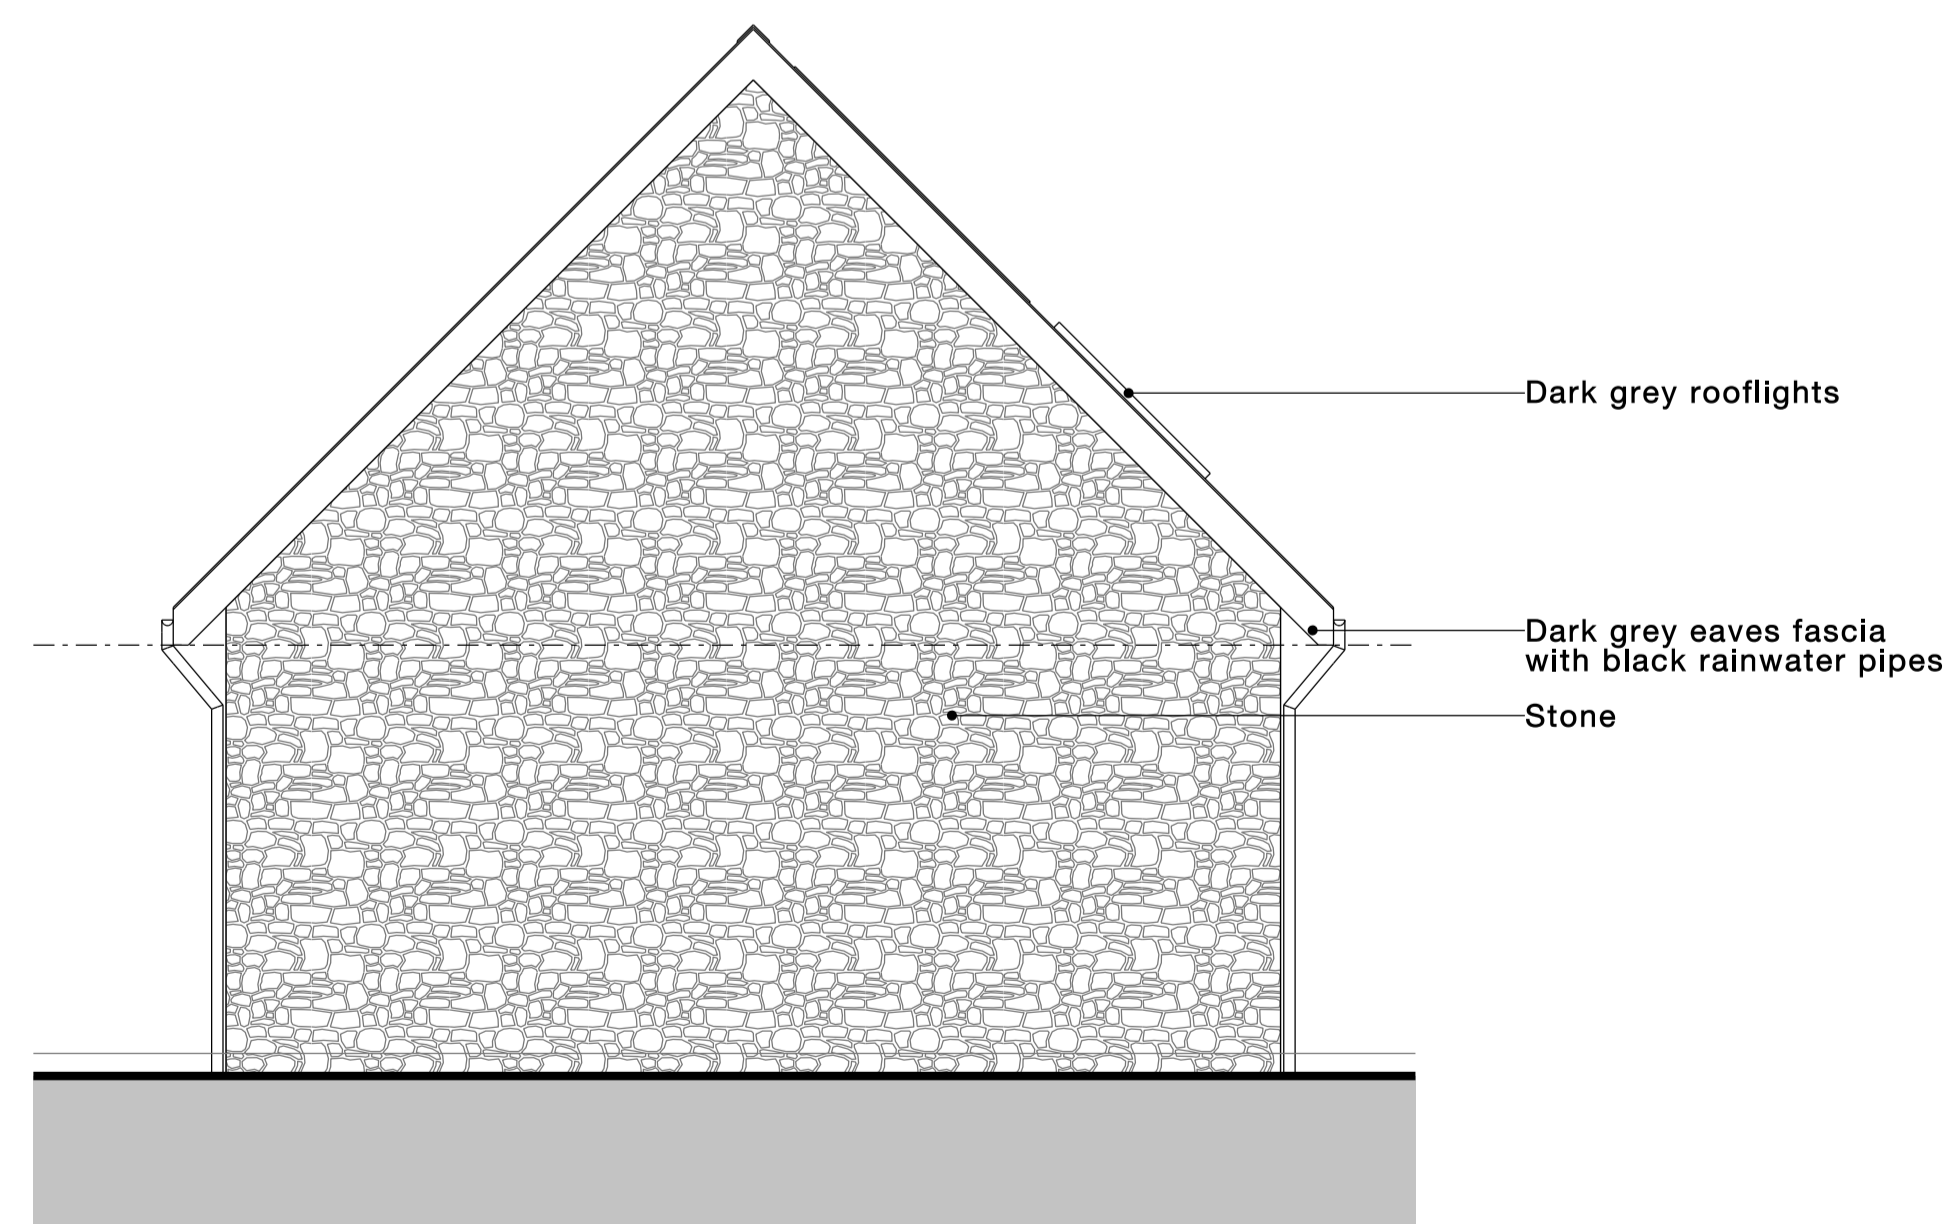 Dark grey rooflights
Dark grey eaves fascia
with black rainwater pipes
Stone